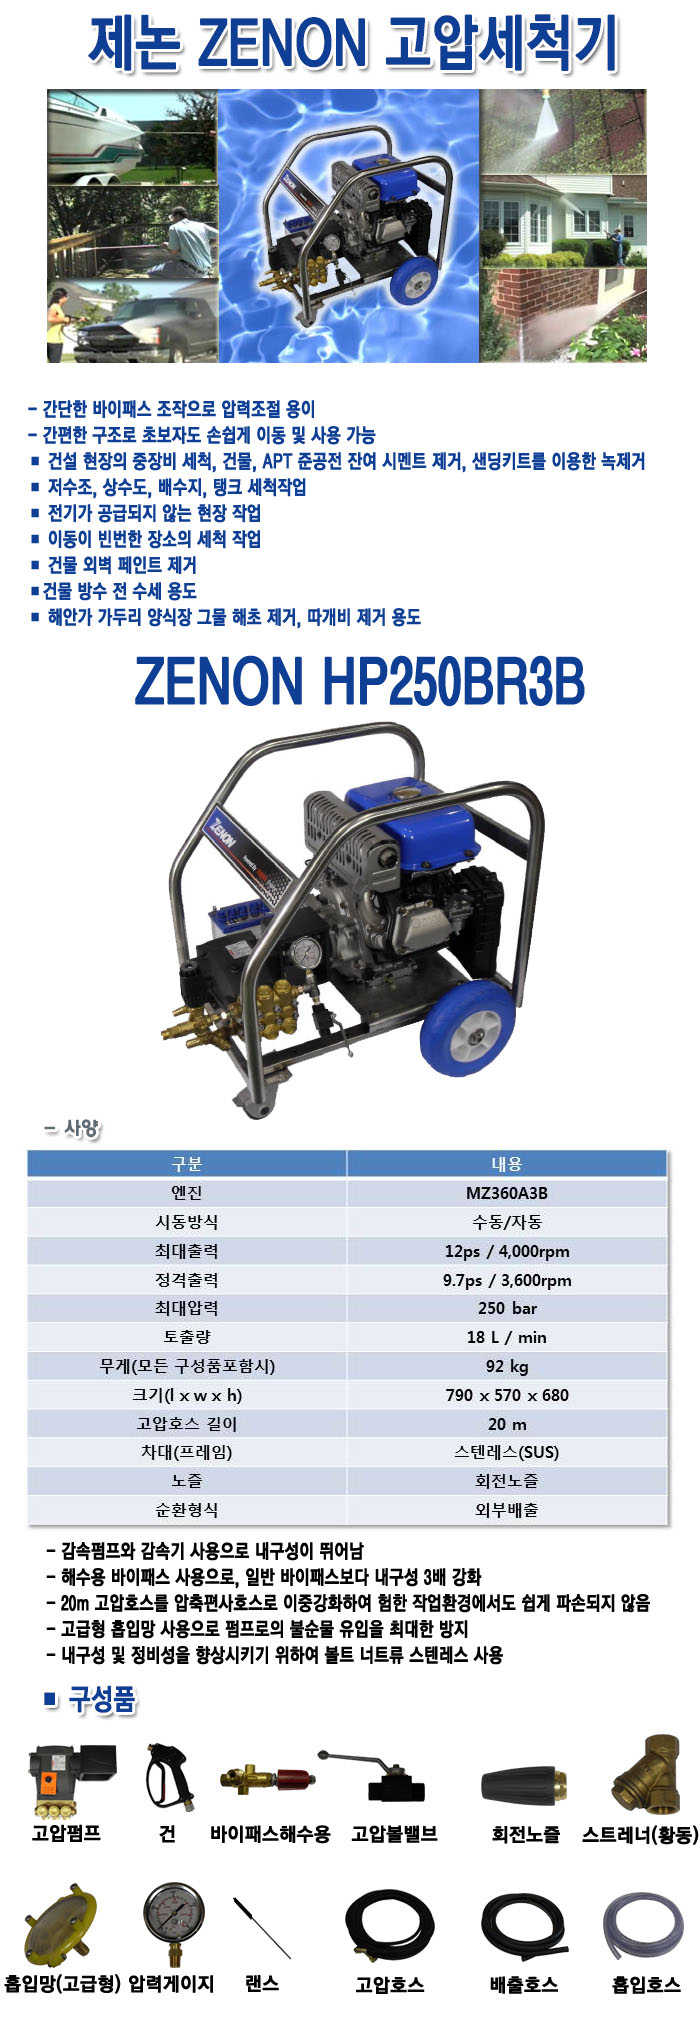 제논 ZENON 고압세척기
ZENON
- 간단한 바이패스 조작으로 압력조절 용이
- 간편한 구조로 초보자도 손쉽게 이동 및 사용 가능
■ 건설 현장의 중장비 세척, 건물, APT 준공전 잔여 시멘트 제거, 샌딩키트를 이용한 녹제거
■ 저수조, 상수도, 배수지, 탱크 세척작업
■ 전기가 공급되지 않는 현장 작업
■ 이동이 빈번한 장소의 세척 작업
■ 건물 외벽 페인트 제거
■건물 방수 전 수세 용도
■ 해안가 가두리 양식장 그물 해초 제거, 따개비 제거 용도
ZENON HP250BR3B
ZENON
- 사양
구분 내용
엔진 MZ360A3B
시동방식 수동/자동
최대출력 12ps / 4,000rpm
정격출력 9.7ps / 3,600rpm
최대압력 250 bar
토출량 18 L / min
무게(모든 구성품포함시) 92 kg
크기(l x w x h) 790 x 570 x 680
고압호스 길이 20 m
차대(프레임) 스텐레스(SUS)
노즐 회전노즐
순환형식 외부배출
- 감속펌프와 감속기 사용으로 내구성이 뛰어남
- 해수용 바이패스 사용으로, 일반 바이패스보다 내구성 3배 강화
- 20m 고압호스를 압축편사호스로 이중강화하여 험한 작업환경에서도 쉽게 파손되지 않음
- 고급형 흡입망 사용으로 펌프로의 불순물 유입을 최대한 방지
- 내구성 및 정비성을 향상시키기 위하여 볼트 너트류 스텐레스 사용
■ 구성품
고압펌프 건 바이패스해수용 고압볼밸브 회전노즐 스트레너(황동)
흡입망(고급형) 압력게이지 랜스 고압호스 배출호스 흡입호스